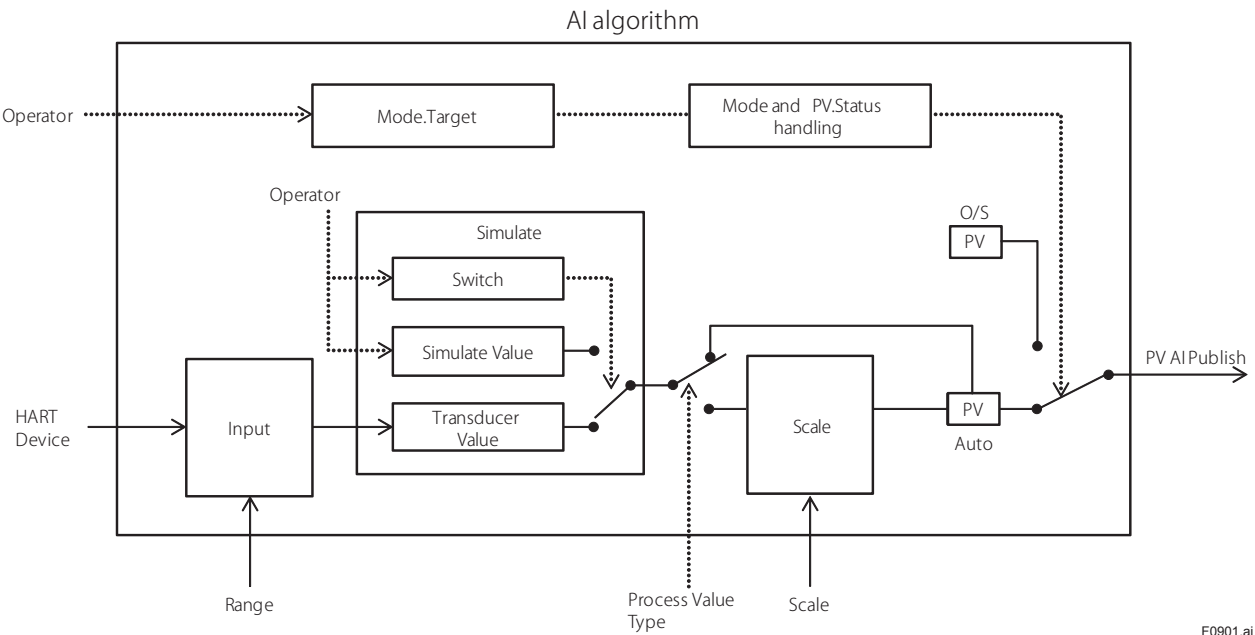 AI algorithm
Operator
Mode.Target
Mode and PV.Status
handling
Operator
Simulate
O/S
PV
Switch
Simulate Value
PV AI Publish
HART
Device
Input
Transducer
Value
Scale
PV
Auto
Range
Process Value
Type
Scale
F0901.ai